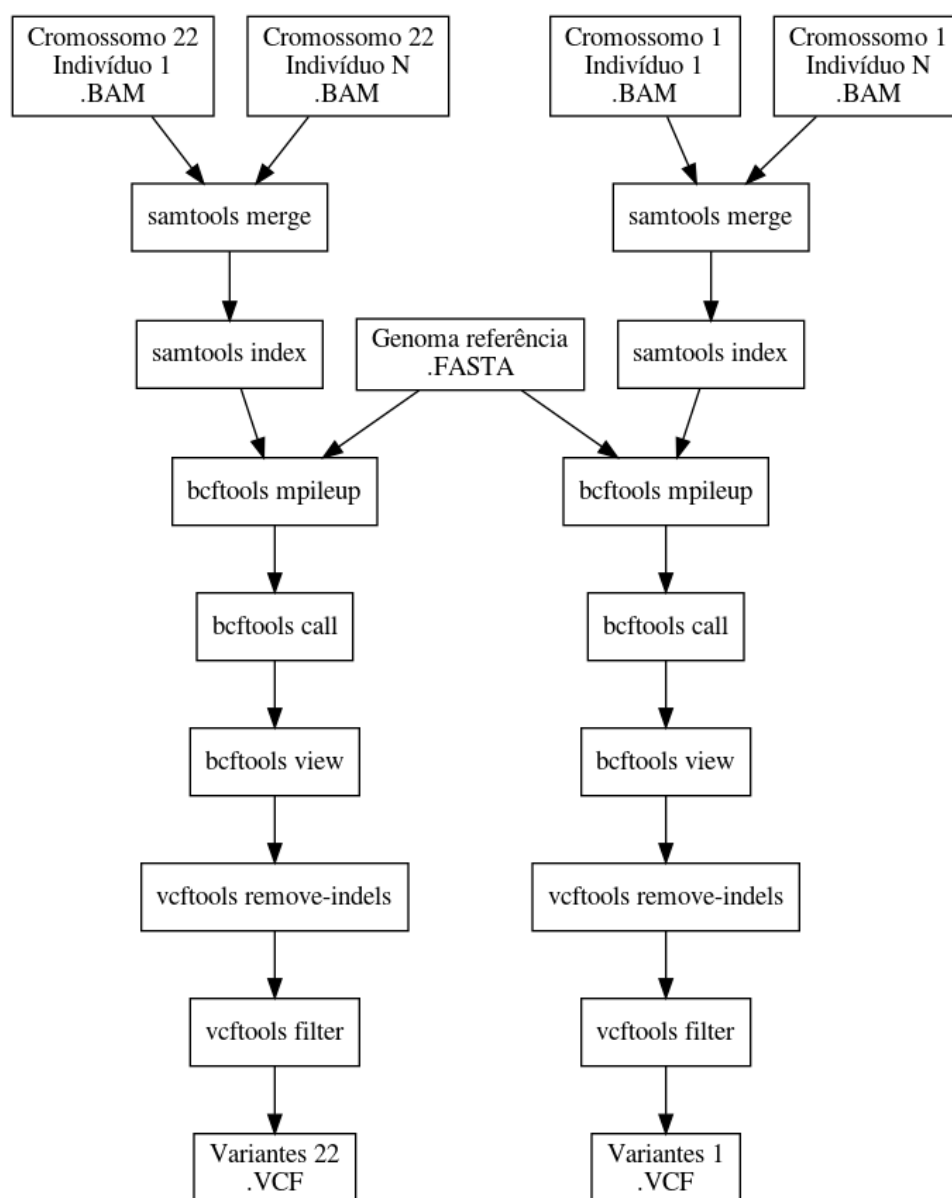 Cromossomo 22
Indivíduo 1
.BAM
Cromossomo 22
Indivíduo N
.BAM
Cromossomo 1
Indivíduo 1
.BAM
Cromossomo 1
Indivíduo N
.BAM
samtools merge
samtools merge
samtools index
Genoma referência
.FASTA
samtools index
bcftools mpileup
bcftools mpileup
bcftools call
bcftools call
bcftools view
bcftools view
vcftools remove-indels
vcftools remove-indels
vcftools filter
vcftools filter
Variantes 22
.VCF
Variantes 1
.VCF